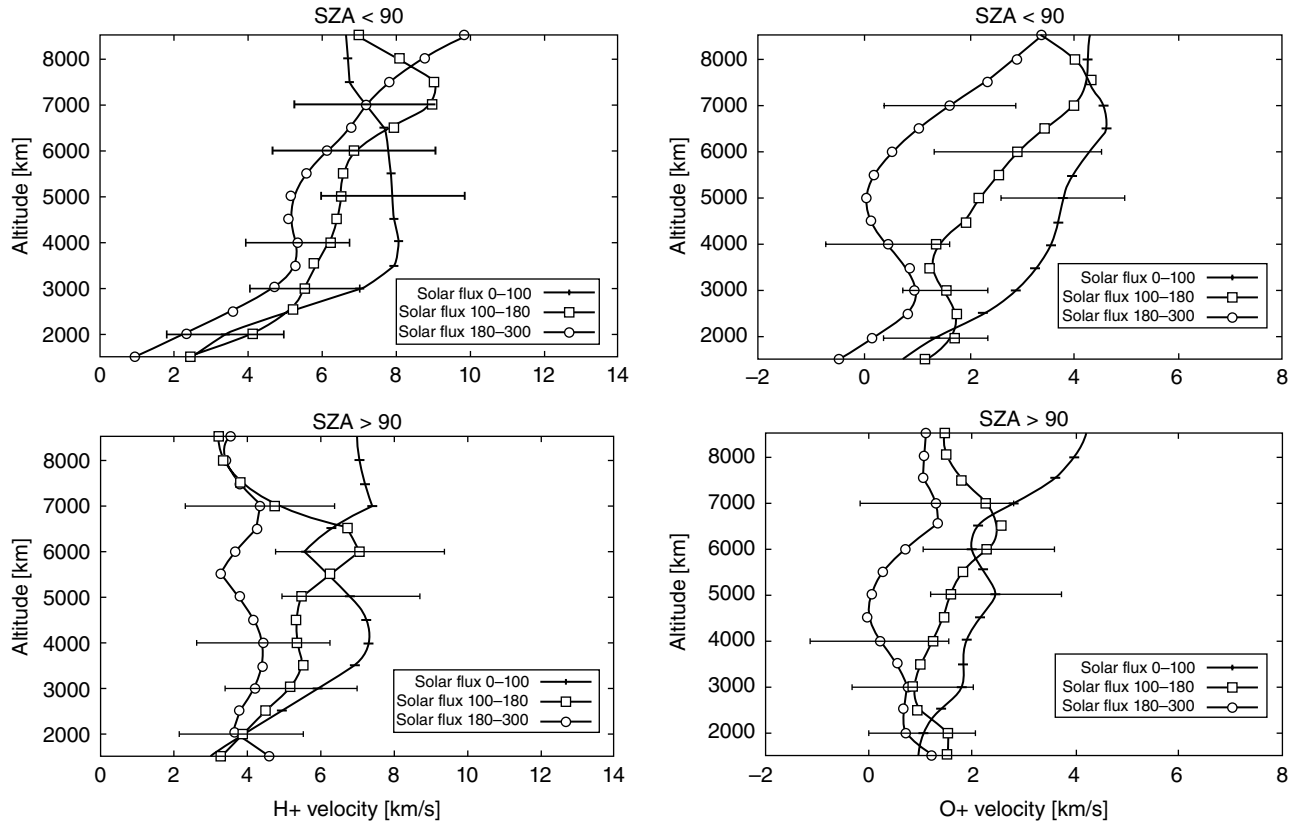 SZA < 90
8000
7000
6000
5000
4000
3000
2000
Altitude [km]
0 2 4 6 8 10 12 14
Solar flux 0–100
Solar flux 100–180
Solar flux 180–300
SZA < 90
8000
7000
6000
5000
4000
3000
2000
Altitude [km]
−2 0 2 4 6 8
Solar flux 0–100
Solar flux 100–180
Solar flux 180–300
SZA > 90
8000
7000
6000
5000
4000
3000
2000
Altitude [km]
0 2 4 6 8 10 12 14
H+ velocity [km/s]
Solar flux 0–100
Solar flux 100–180
Solar flux 180–300
SZA > 90
8000
7000
6000
5000
4000
3000
2000
Altitude [km]
−2 0 2 4 6 8
O+ velocity [km/s]
Solar flux 0–100
Solar flux 100–180
Solar flux 180–300